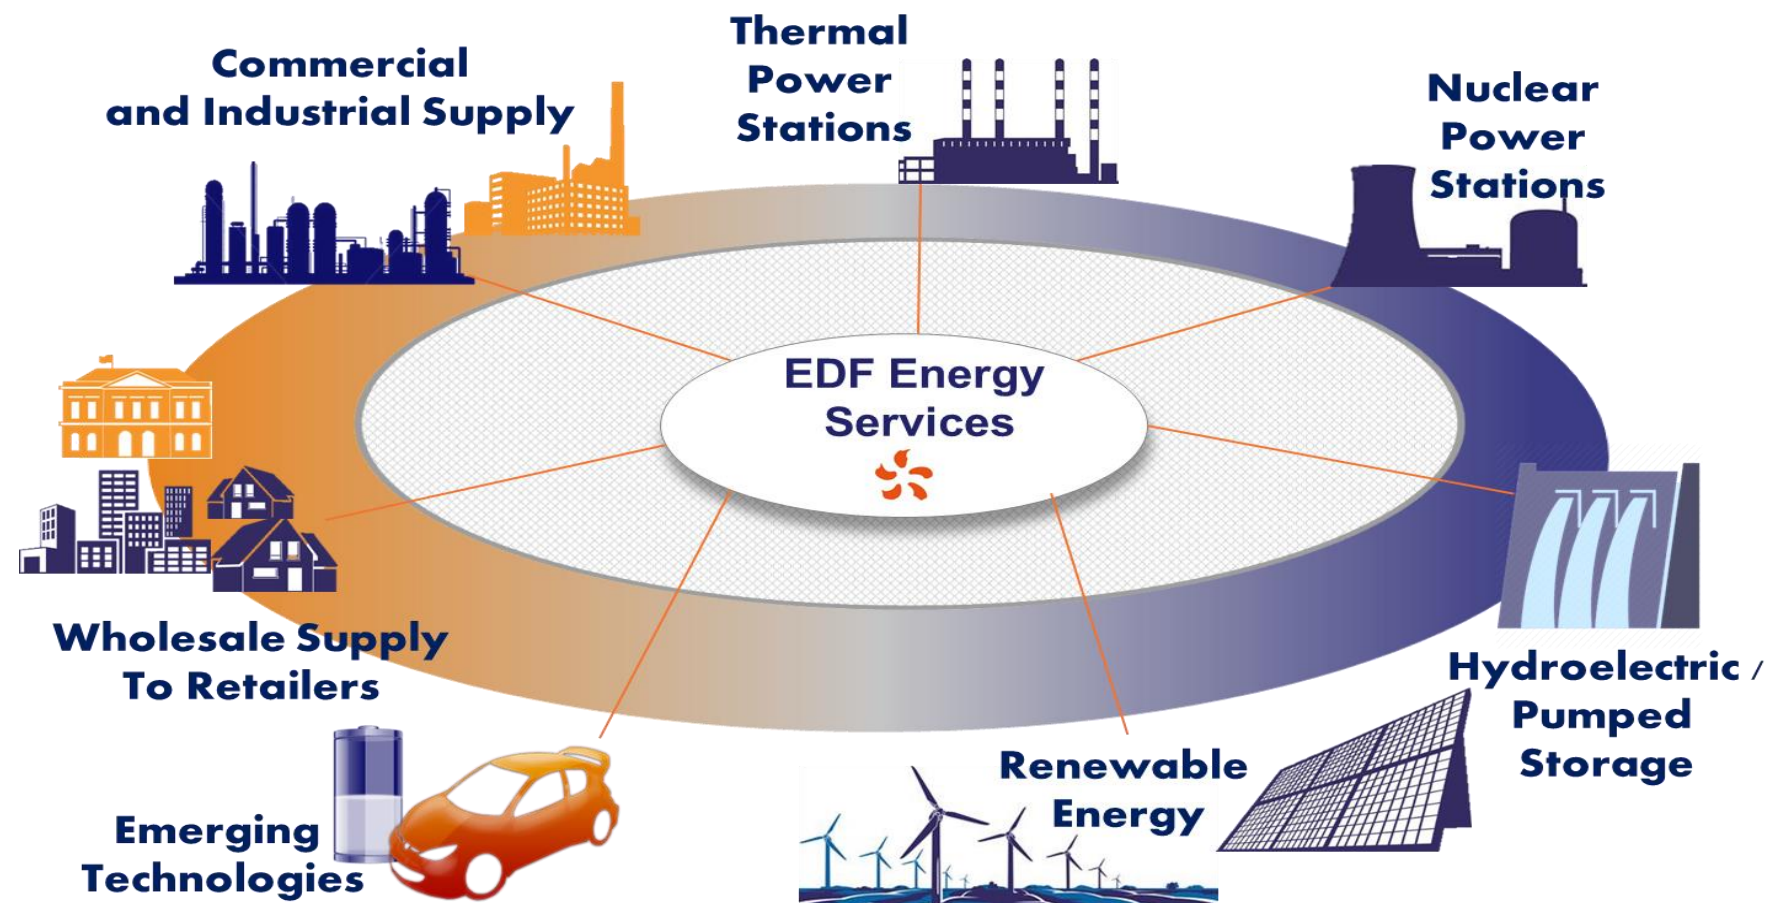 Commercial
and Industrial Supply
Thermal
Power
Stations
Nuclear
Power
Stations
EDF Energy
Services
Wholesale Supply
To Retailers
Hydroelectric /
Pumped
Storage
Renewable
Energy
Emerging
Technologies